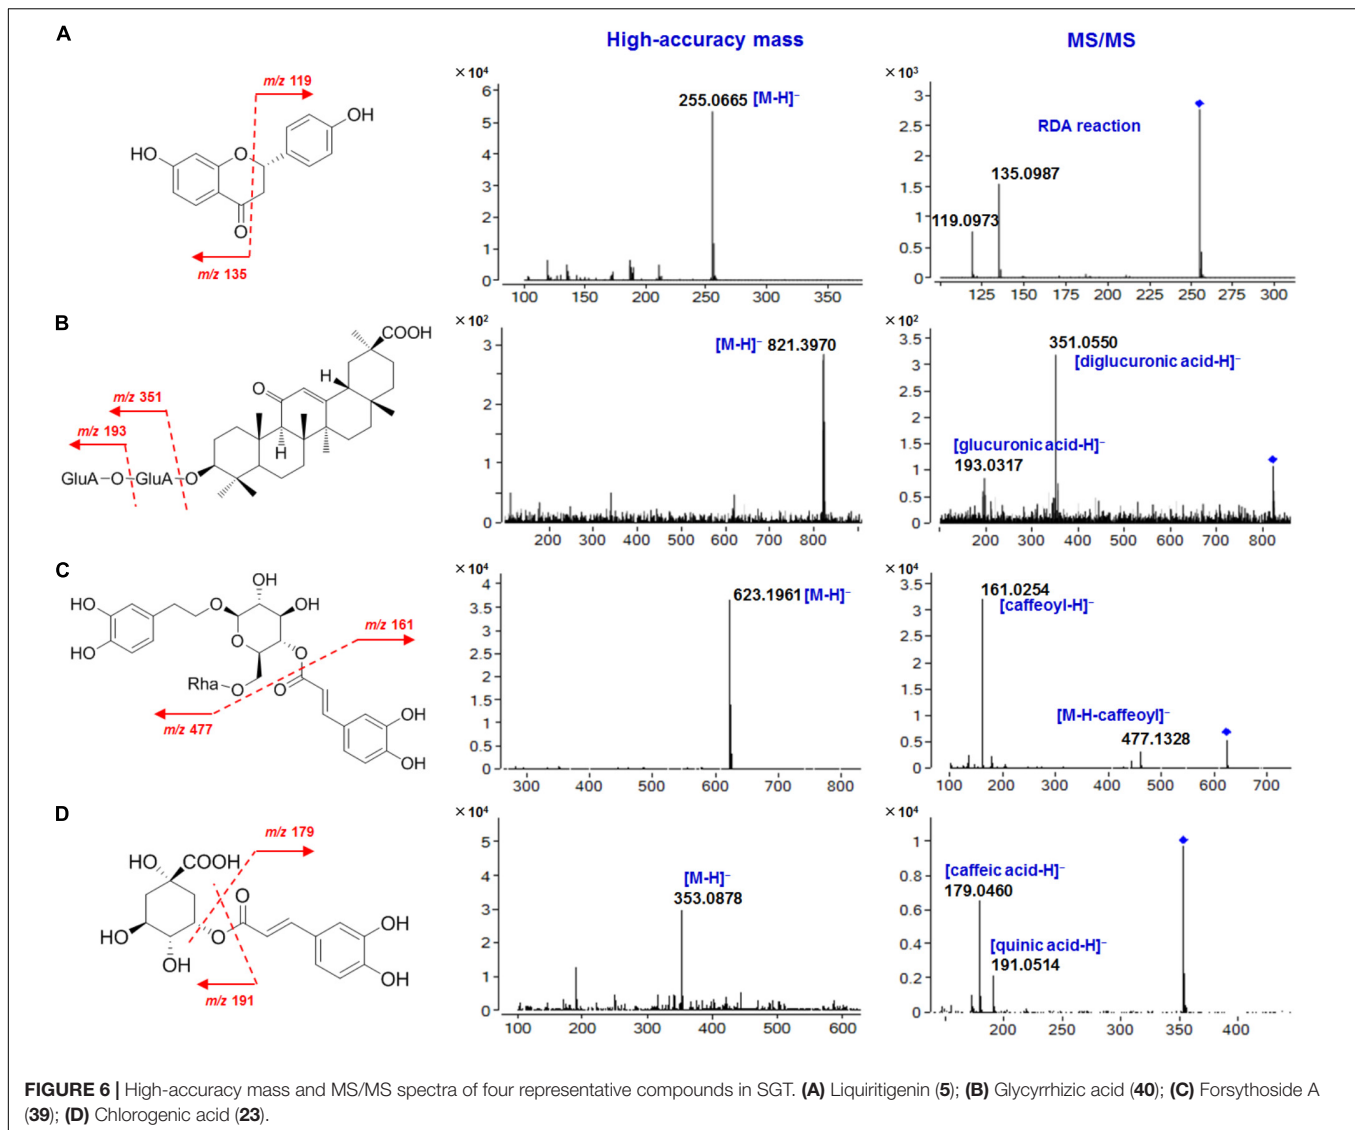 A
High-accuracy mass
MS/MS
m/z 119
HO
O
OH
O
m/z 135
× 10⁴
6
5
4
3
2
1
0
255.0665 [M-H]⁻
100 150 200 250 300 350
× 10³
3
2.5
2
1.5
1
0.5
0
RDA reaction
135.0987
119.0973
125 150 175 200 225 250 275 300
B
COOH
H
O
H
m/z 351
m/z 193
GluA–O–GluA–O
× 10²
3
2
1
0
[M-H]⁻ 821.3970
200 300 400 500 600 700 800
× 10²
3.5
3
2.5
2
1.5
1
0.5
0
351.0550
[diglucuronic acid-H]⁻
[glucuronic acid-H]⁻
193.0317
200 300 400 500 600 700 800
C
OH
HO
O
OH
HO
O
O
m/z 161
Rha
O
O
m/z 477
OH
OH
× 10⁴
4
3.5
3
2.5
2
1.5
1
0.5
0
623.1961 [M-H]⁻
300 400 500 600 700 800
× 10⁴
3.5
3
2.5
2
1.5
1
0.5
0
161.0254
[caffeoyl-H]⁻
[M-H-caffeoyl]⁻
477.1328
100 200 300 400 500 600 700
D
m/z 179
HO
COOH
O
HO
O
OH
OH
OH
m/z 191
× 10⁴
5
4
3
2
1
0
[M-H]⁻
353.0878
100 200 300 400 500 600
× 10⁴
1
0.8
0.6
0.4
0.2
0
[caffeic acid-H]⁻
179.0460
[quinic acid-H]⁻
191.0514
200 250 300 350 400
FIGURE 6 | High-accuracy mass and MS/MS spectra of four representative compounds in SGT. (A) Liquiritigenin (5); (B) Glycyrrhizic acid (40); (C) Forsythoside A
(39); (D) Chlorogenic acid (23).